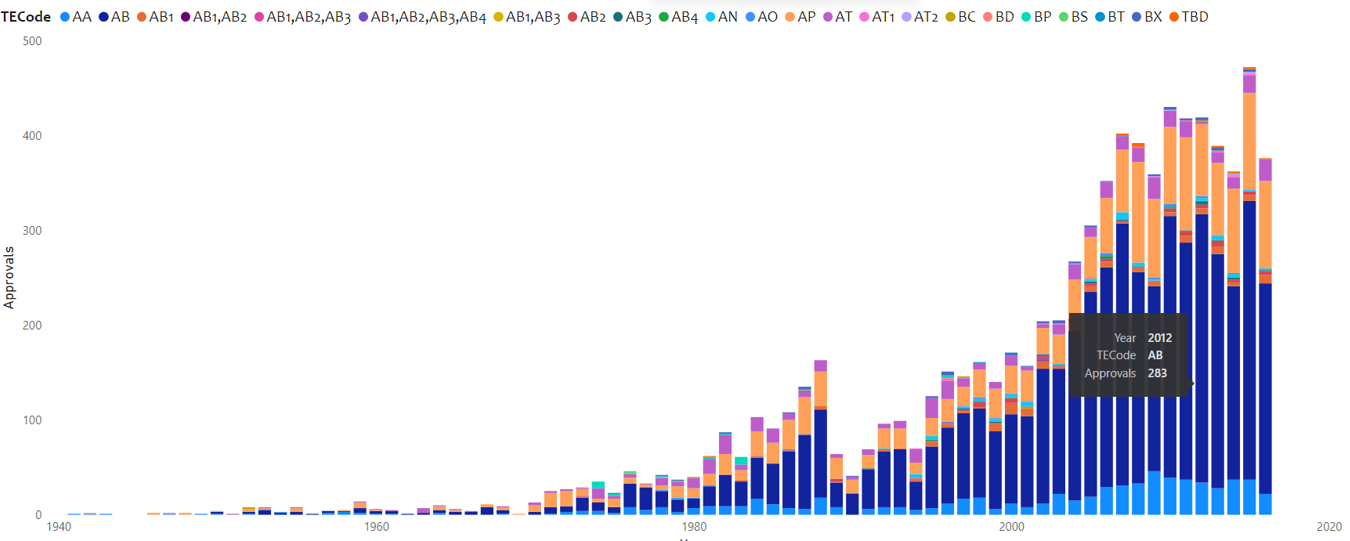 TECode AA AB AB1 AB1,AB2 AB1,AB2,AB3 AB1,AB2,AB3,AB4 AB1,AB3 AB2 AB3 AB4 AN AO AP AT AT1 AT2 BC BD BP BS BT BX TBD
500
400
300
200
100
0
Approvals
Year 2012
TECode AB
Approvals 283
1940 1960 1980 2000 2020